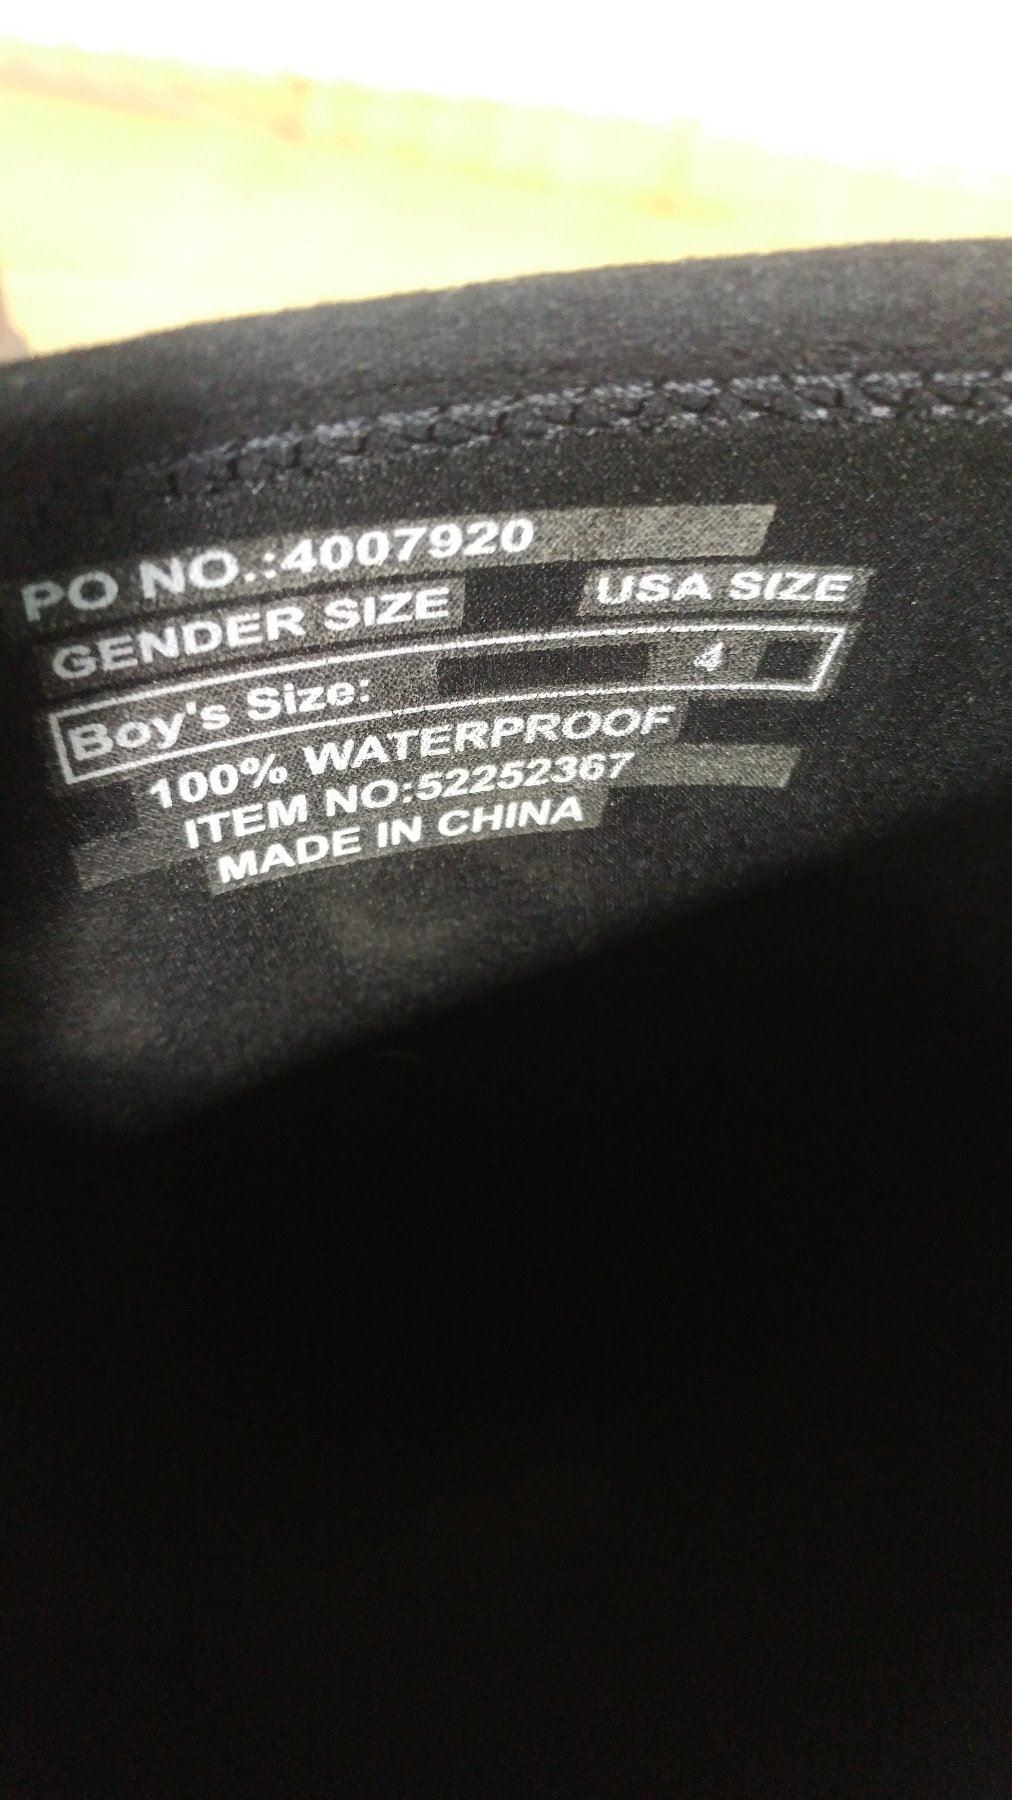 PO NO.:4007920
GENDER SIZE USA SIZE
Boy's Size: 4
100% WATERPROOF
ITEM NO:52252367
MADE IN CHINA